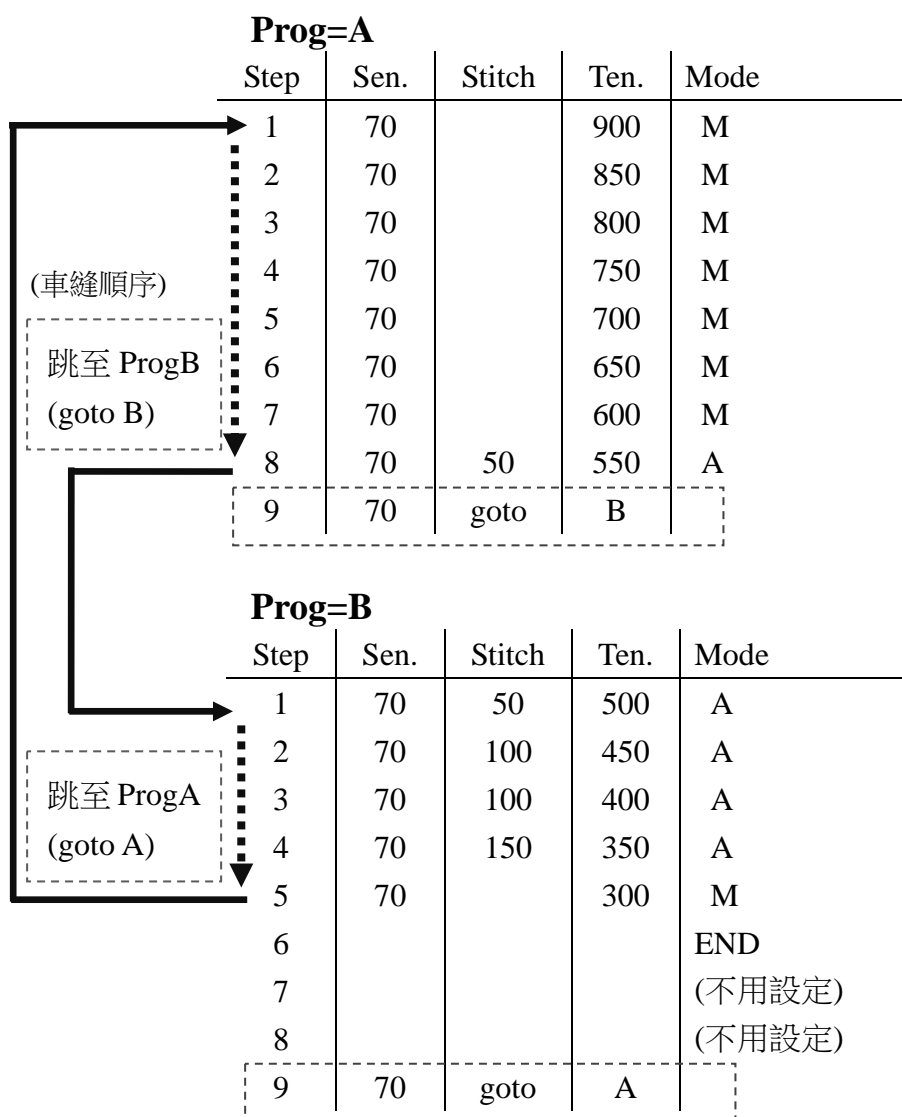 Prog=A
Step Sen. Stitch Ten. Mode
1 70 900 M
2 70 850 M
3 70 800 M
4 70 750 M
(車縫順序)
5 70 700 M
跳至 ProgB
6 70 650 M
(goto B)
7 70 600 M
8 70 50 550 A
9 70 goto B
Prog=B
Step Sen. Stitch Ten. Mode
1 70 50 500 A
2 70 100 450 A
跳至 ProgA
3 70 100 400 A
(goto A)
4 70 150 350 A
5 70 300 M
6 END
7 (不用設定)
8 (不用設定)
9 70 goto A